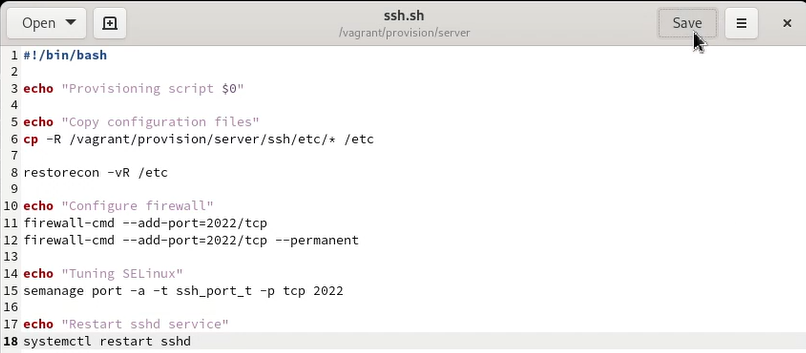 Open
ssh.sh
/vagrant/provision/server
Save
1 #!/bin/bash
2
3 echo "Provisioning script $0"
4
5 echo "Copy configuration files"
6 cp -R /vagrant/provision/server/ssh/etc/* /etc
7
8 restorecon -vR /etc
9
10 echo "Configure firewall"
11 firewall-cmd --add-port=2022/tcp
12 firewall-cmd --add-port=2022/tcp --permanent
13
14 echo "Tuning SELinux"
15 semanage port -a -t ssh_port_t -p tcp 2022
16
17 echo "Restart sshd service"
18 systemctl restart sshd